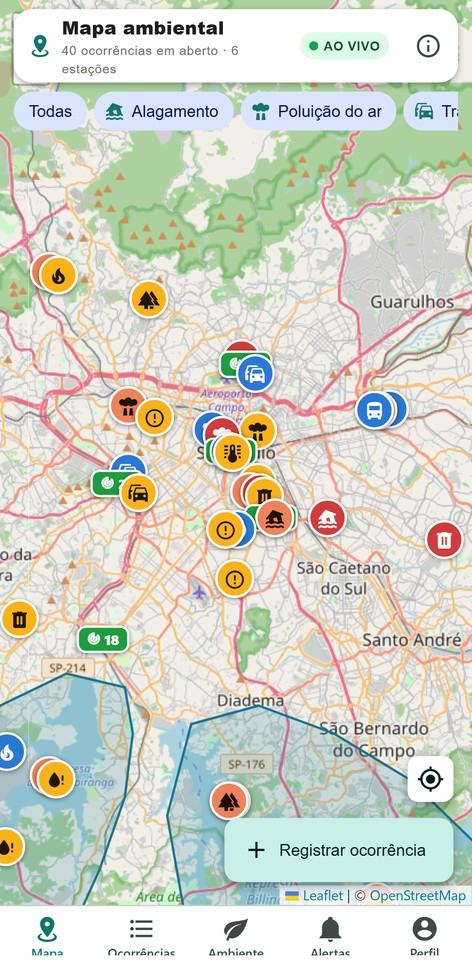 Mapa ambiental
40 ocorrências em aberto · 6
estações
AO VIVO
Todas
Alagamento
Poluição do ar
Guarulhos
Aeroporto
Campo
São Caetano
do Sul
Santo André
18
SP-214
Diadema
São Bernardo
do Campo
SP-176
Registrar ocorrência
Área de
Leaflet | © OpenStreetMap
Mapa
Ocorrências
Ambiente
Alertas
Perfil